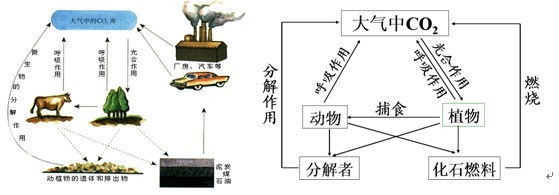 大气中的CO₂库
微生物的分解作用
呼吸作用
呼吸作用
光合作用
厂房、汽车等
泥炭
煤
石油
动植物的遗体和排出物
大气中CO₂
分解作用
呼吸作用
光合作用
呼吸作用
燃烧
动物
捕食
植物
分解者
化石燃料